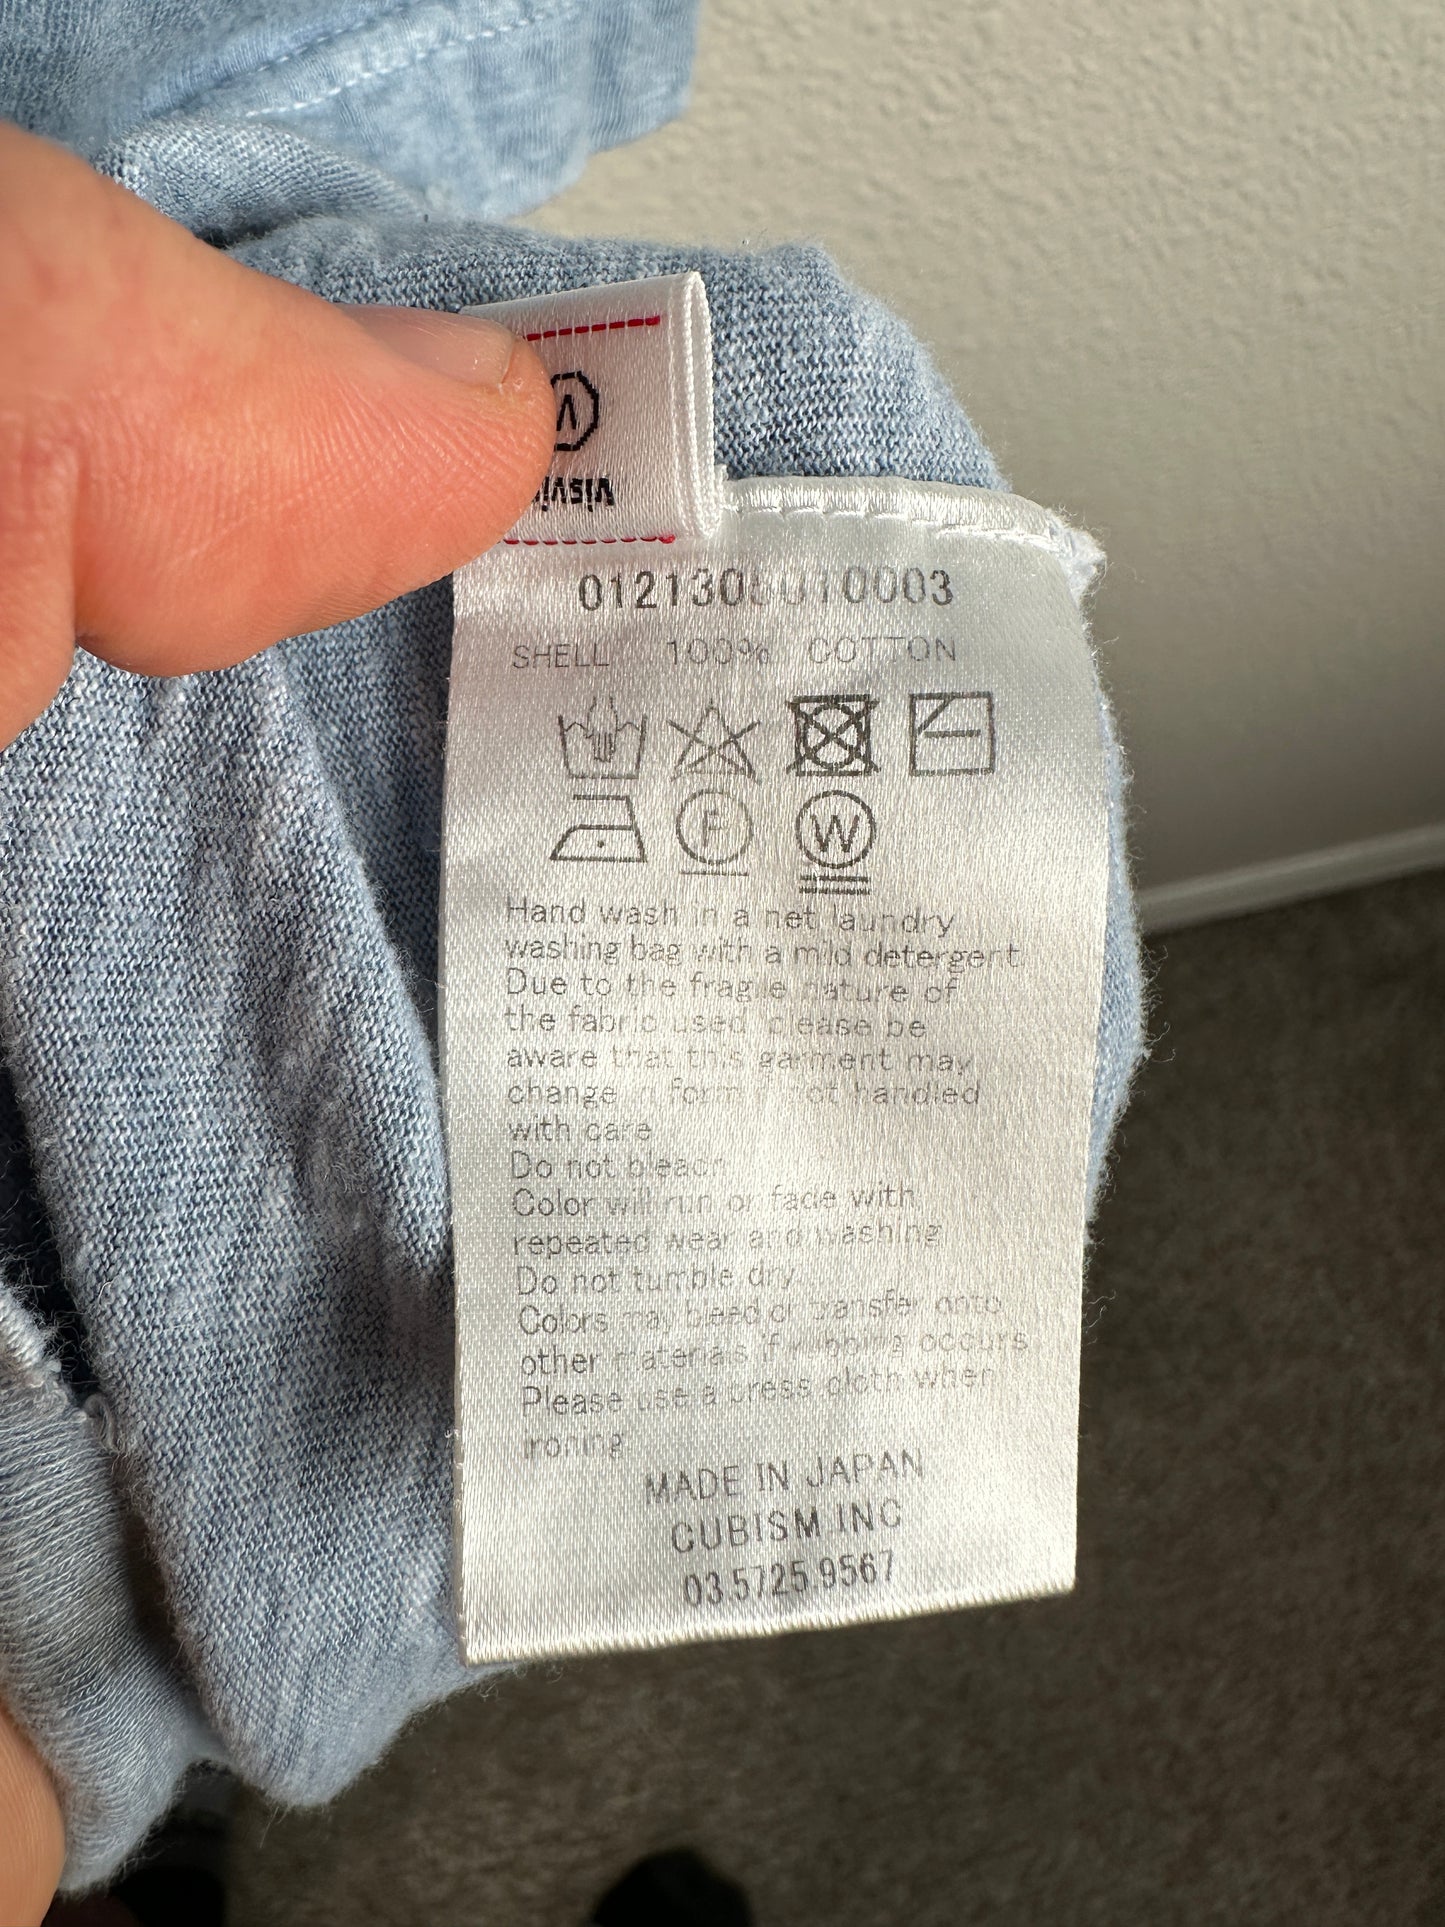 0121305010003
SHELL 100% COTTON
F W
Hand wash in a net laundry
washing bag with a mild detergent.
Due to the fragile nature of
the fabric used, please be
aware that this garment may
change in form if not handled
with care.
Do not bleach.
Color will run or fade with
repeated wear and washing.
Do not tumble dry.
Colors may bleed or transfer onto
other materials if rubbing occurs.
Please use a press cloth when
ironing.
MADE IN JAPAN
CUBISM.INC
03.5725.9567